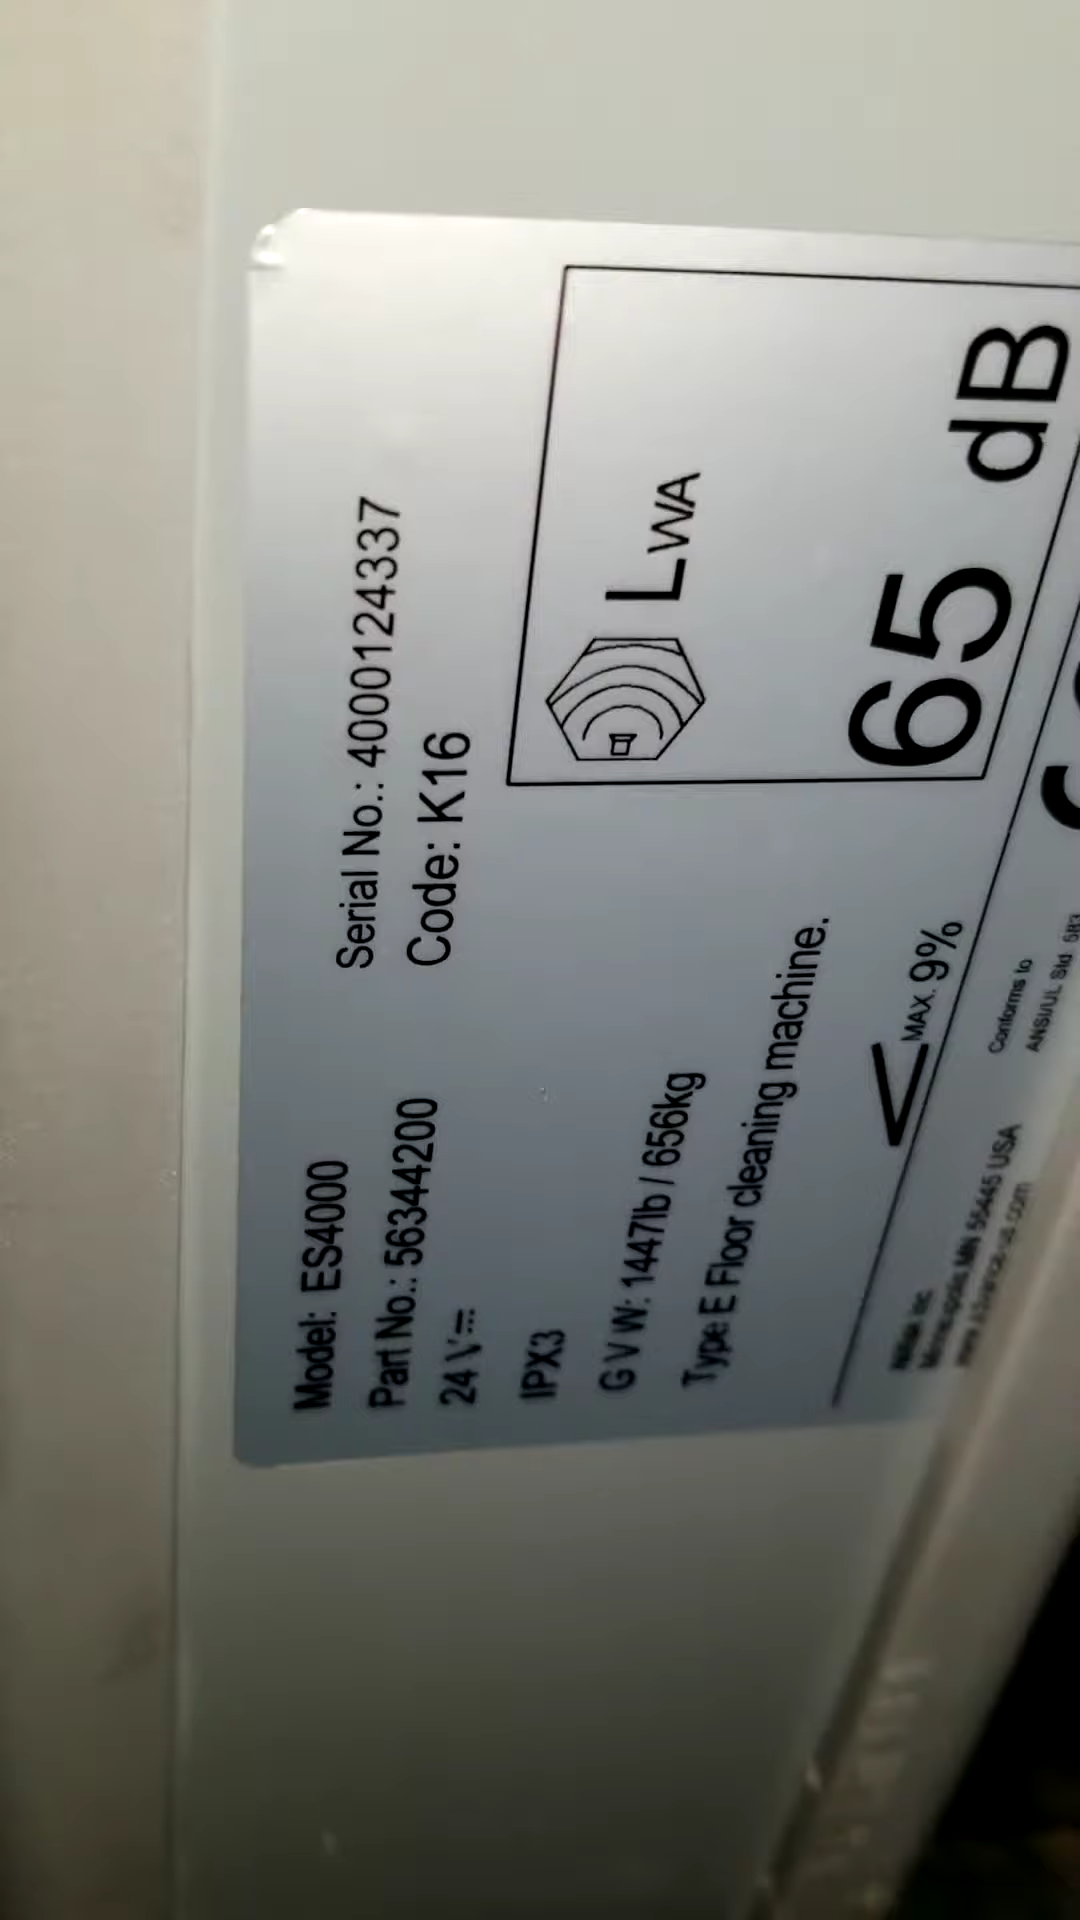 Model: ES4000
Serial No.: 4000124337
Part No.: 56344200
Code: K16
24 V
IPX3
G V W: 1447lb / 656kg
Type E Floor cleaning machine.
LWA
65 dB
MAX. 9%
Conforms to
ANSI/UL Std
Minneapolis, MN 55445 USA